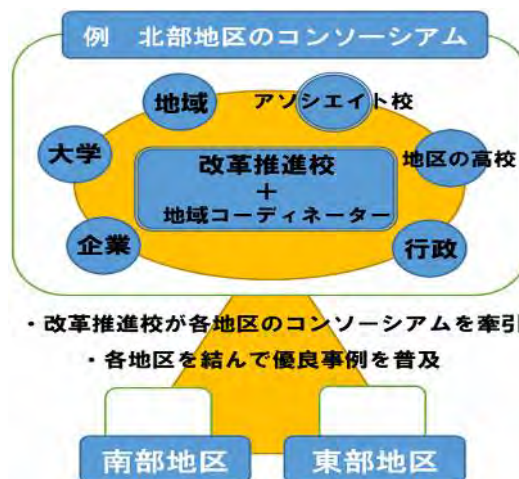 例 北部地区のコンソーシアム
地域
アソシエイト校
大学
地区の高校
改革推進校
+
地域コーディネーター
企業
行政
・改革推進校が各地区のコンソーシアムを牽引
・各地区を結んで優良事例を普及
南部地区
東部地区